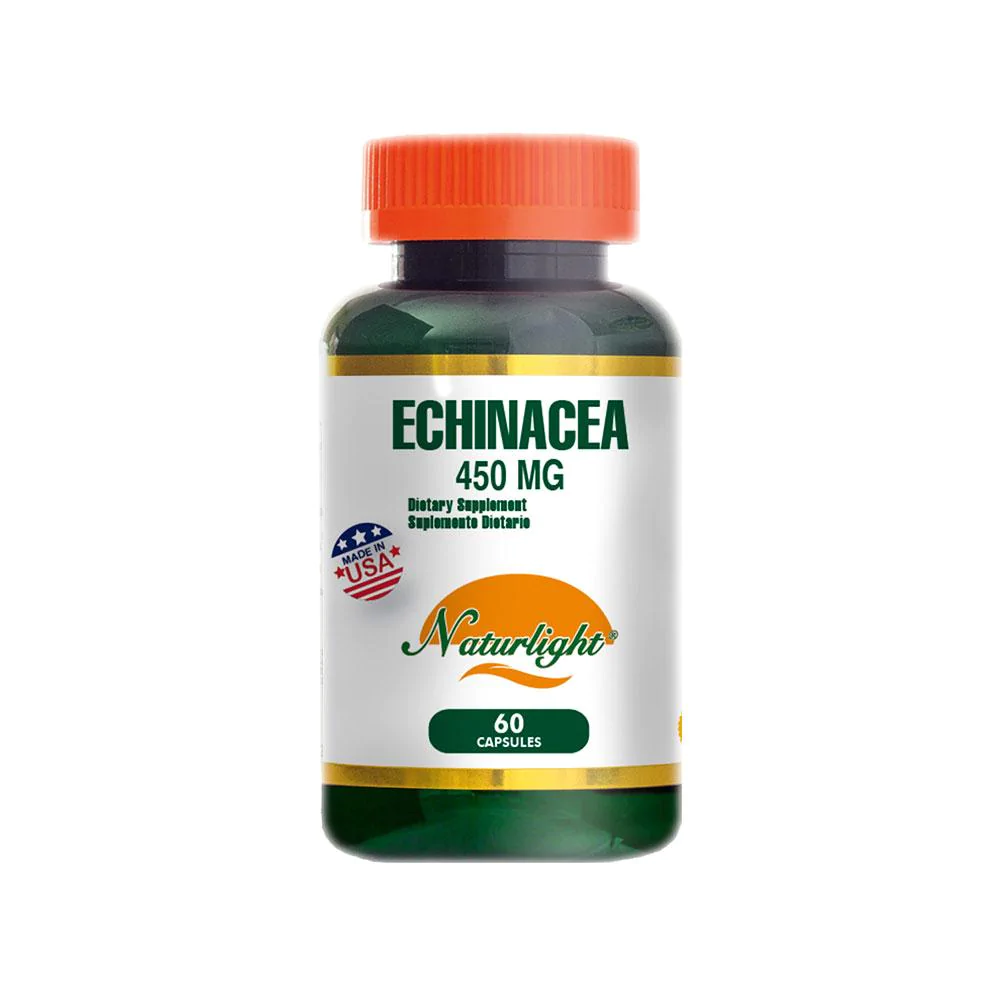 ECHINACEA
450 MG
Dietary Supplement
Suplemento Dietario
MADE IN
USA
Naturlight®
60
CAPSULES